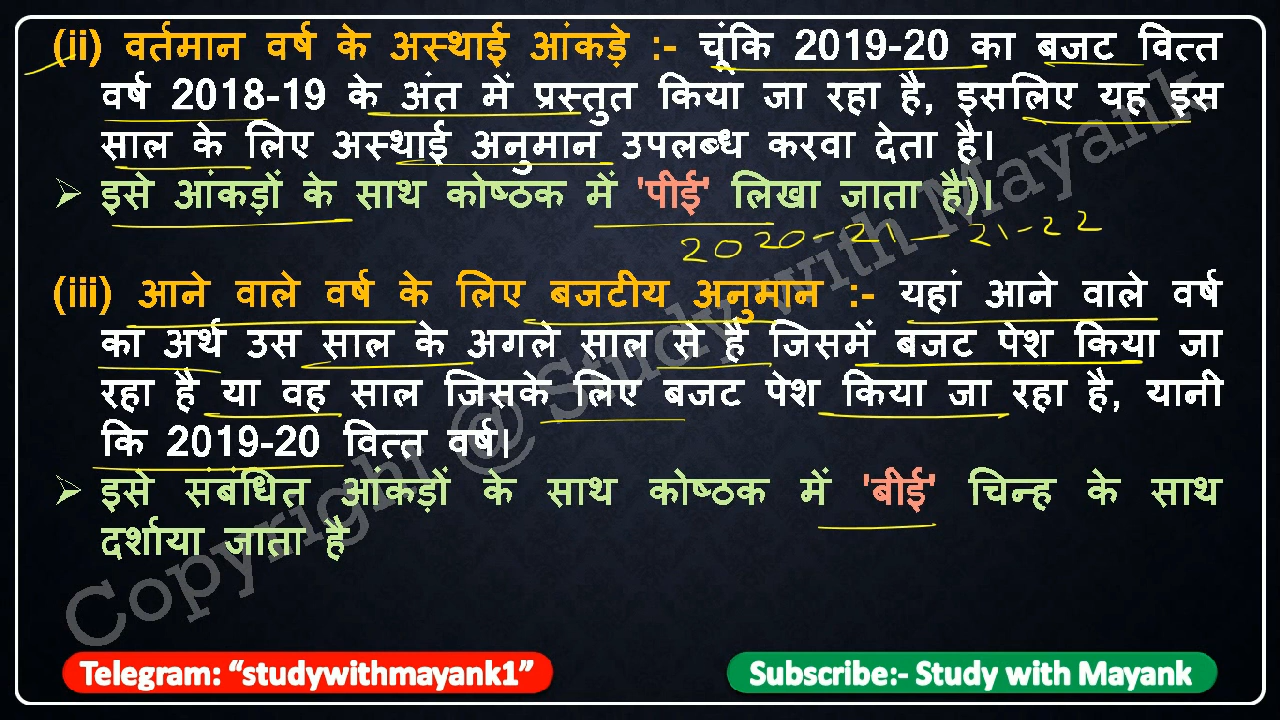 (ii) वर्तमान वर्ष के अस्थाई आंकड़े :- चूंकि 2019-20 का बजट वित्त
वर्ष 2018-19 के अंत में प्रस्तुत किया जा रहा है, इसलिए यह इस
साल के लिए अस्थाई अनुमान उपलब्ध करवा देता है।
➢ इसे आंकड़ों के साथ कोष्ठक में 'पीई' लिखा जाता है)।
2020-21 - 21-22
(iii) आने वाले वर्ष के लिए बजटीय अनुमान :- यहां आने वाले वर्ष
का अर्थ उस साल के अगले साल से है जिसमें बजट पेश किया जा
रहा है या वह साल जिसके लिए बजट पेश किया जा रहा है, यानी
कि 2019-20 वित्त वर्ष।
➢ इसे संबंधित आंकड़ों के साथ कोष्ठक में 'बीई' चिन्ह के साथ
दर्शाया जाता है
Copyright @ Study with Mayank
Telegram: “studywithmayank1”
Subscribe:- Study with Mayank